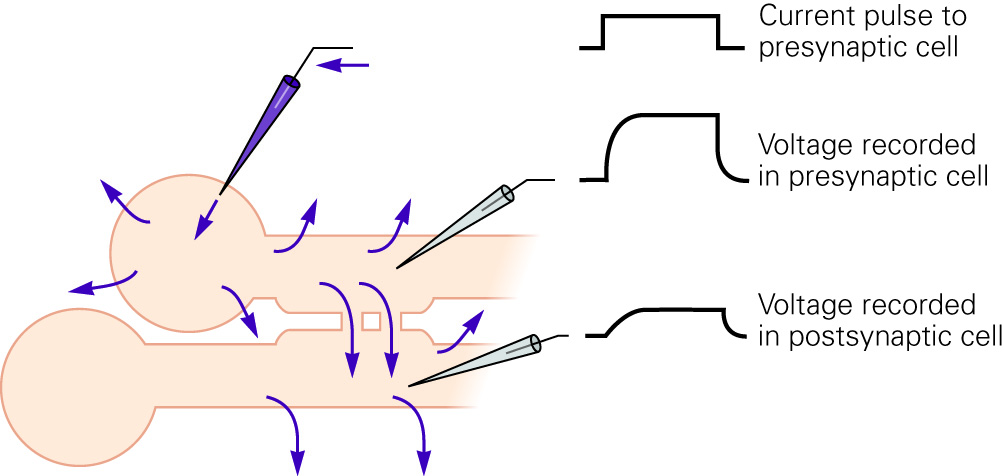 Current pulse to
presynaptic cell
Voltage recorded
in presynaptic cell
Voltage recorded
in postsynaptic cell